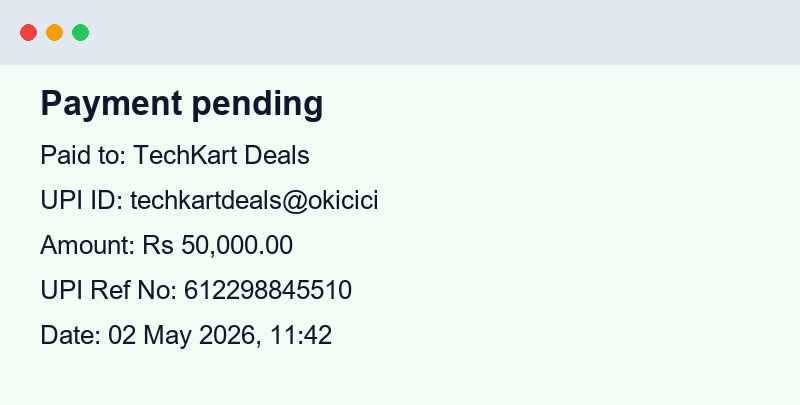 Payment pending
Paid to: TechKart Deals
UPI ID: techkartdeals@okicici
Amount: Rs 50,000.00
UPI Ref No: 612298845510
Date: 02 May 2026, 11:42